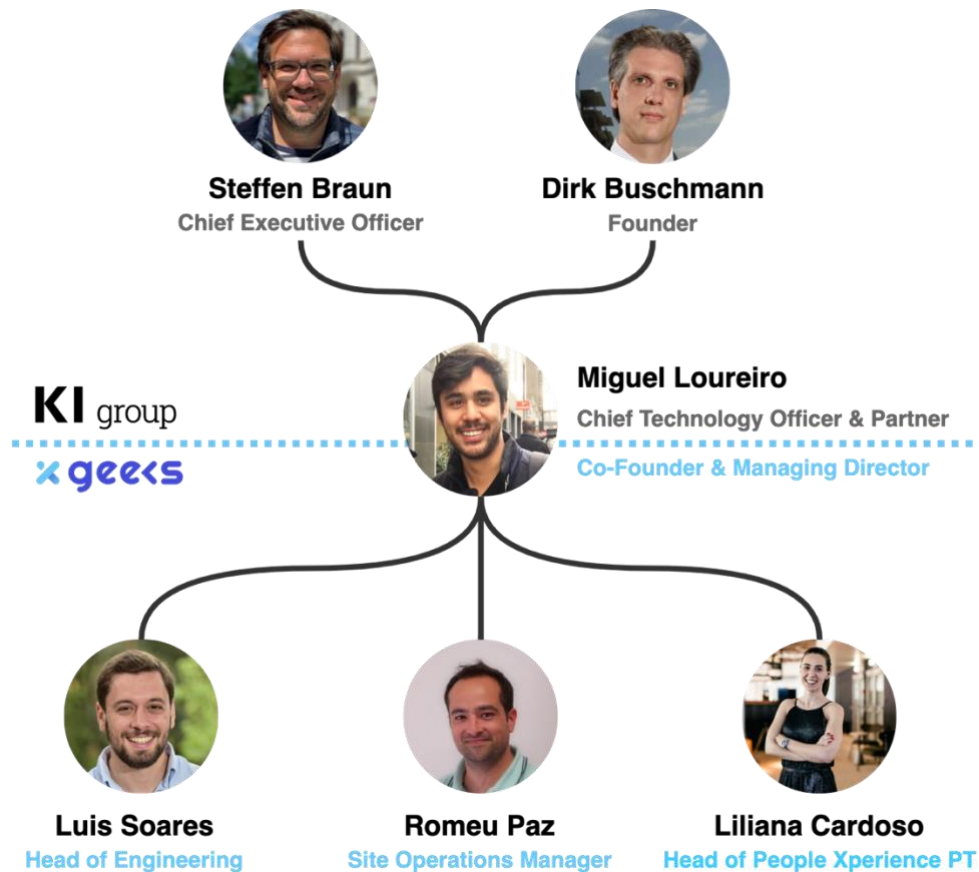 Steffen Braun
Chief Executive Officer
Dirk Buschmann
Founder
KI group
Miguel Loureiro
Chief Technology Officer & Partner
xgeeks
Co-Founder & Managing Director
Luis Soares
Head of Engineering
Romeu Paz
Site Operations Manager
Liliana Cardoso
Head of People Xperience PT